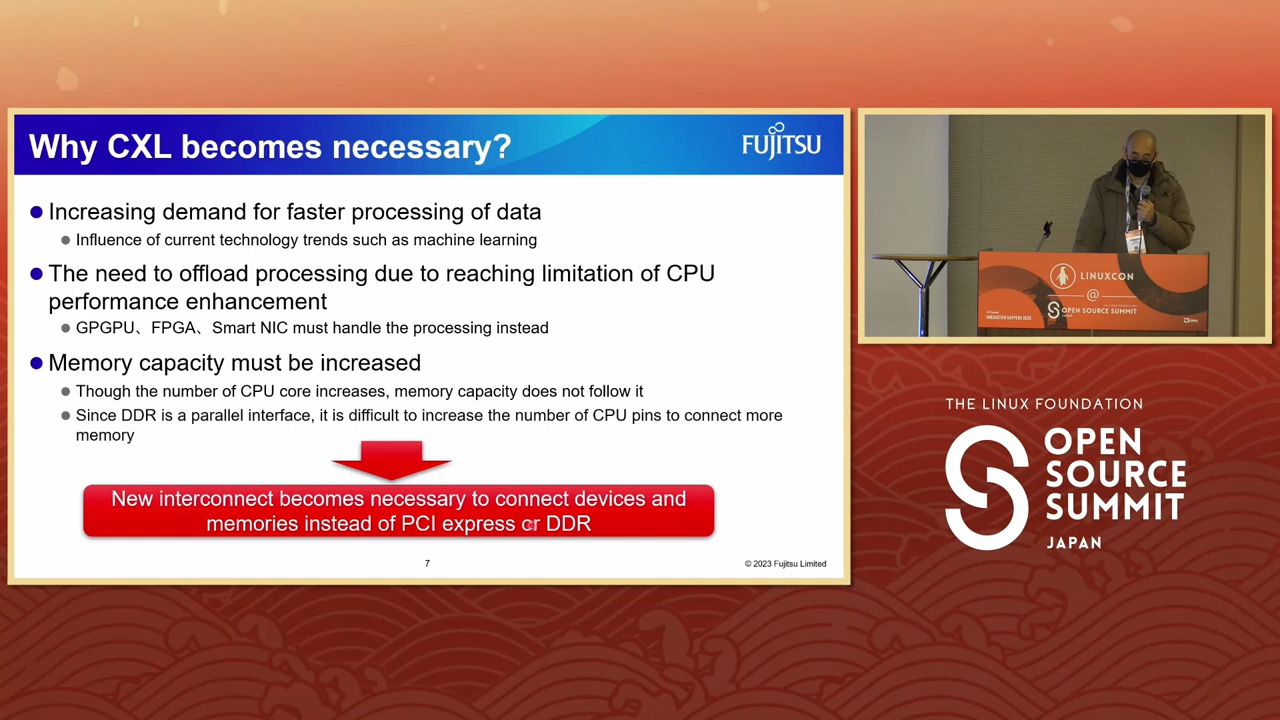 Why CXL becomes necessary?
FUJITSU
Increasing demand for faster processing of data
Influence of current technology trends such as machine learning
The need to offload processing due to reaching limitation of CPU
performance enhancement
GPGPU、FPGA、Smart NIC must handle the processing instead
Memory capacity must be increased
Though the number of CPU core increases, memory capacity does not follow it
Since DDR is a parallel interface, it is difficult to increase the number of CPU pins to connect more
memory
New interconnect becomes necessary to connect devices and
memories instead of PCI express or DDR
7
© 2023 Fujitsu Limited
LINUXCON
@
OPEN SOURCE SUMMIT
INNOVATION HAPPENS HERE
THE LINUX FOUNDATION
OPEN
SOURCE
SUMMIT
JAPAN